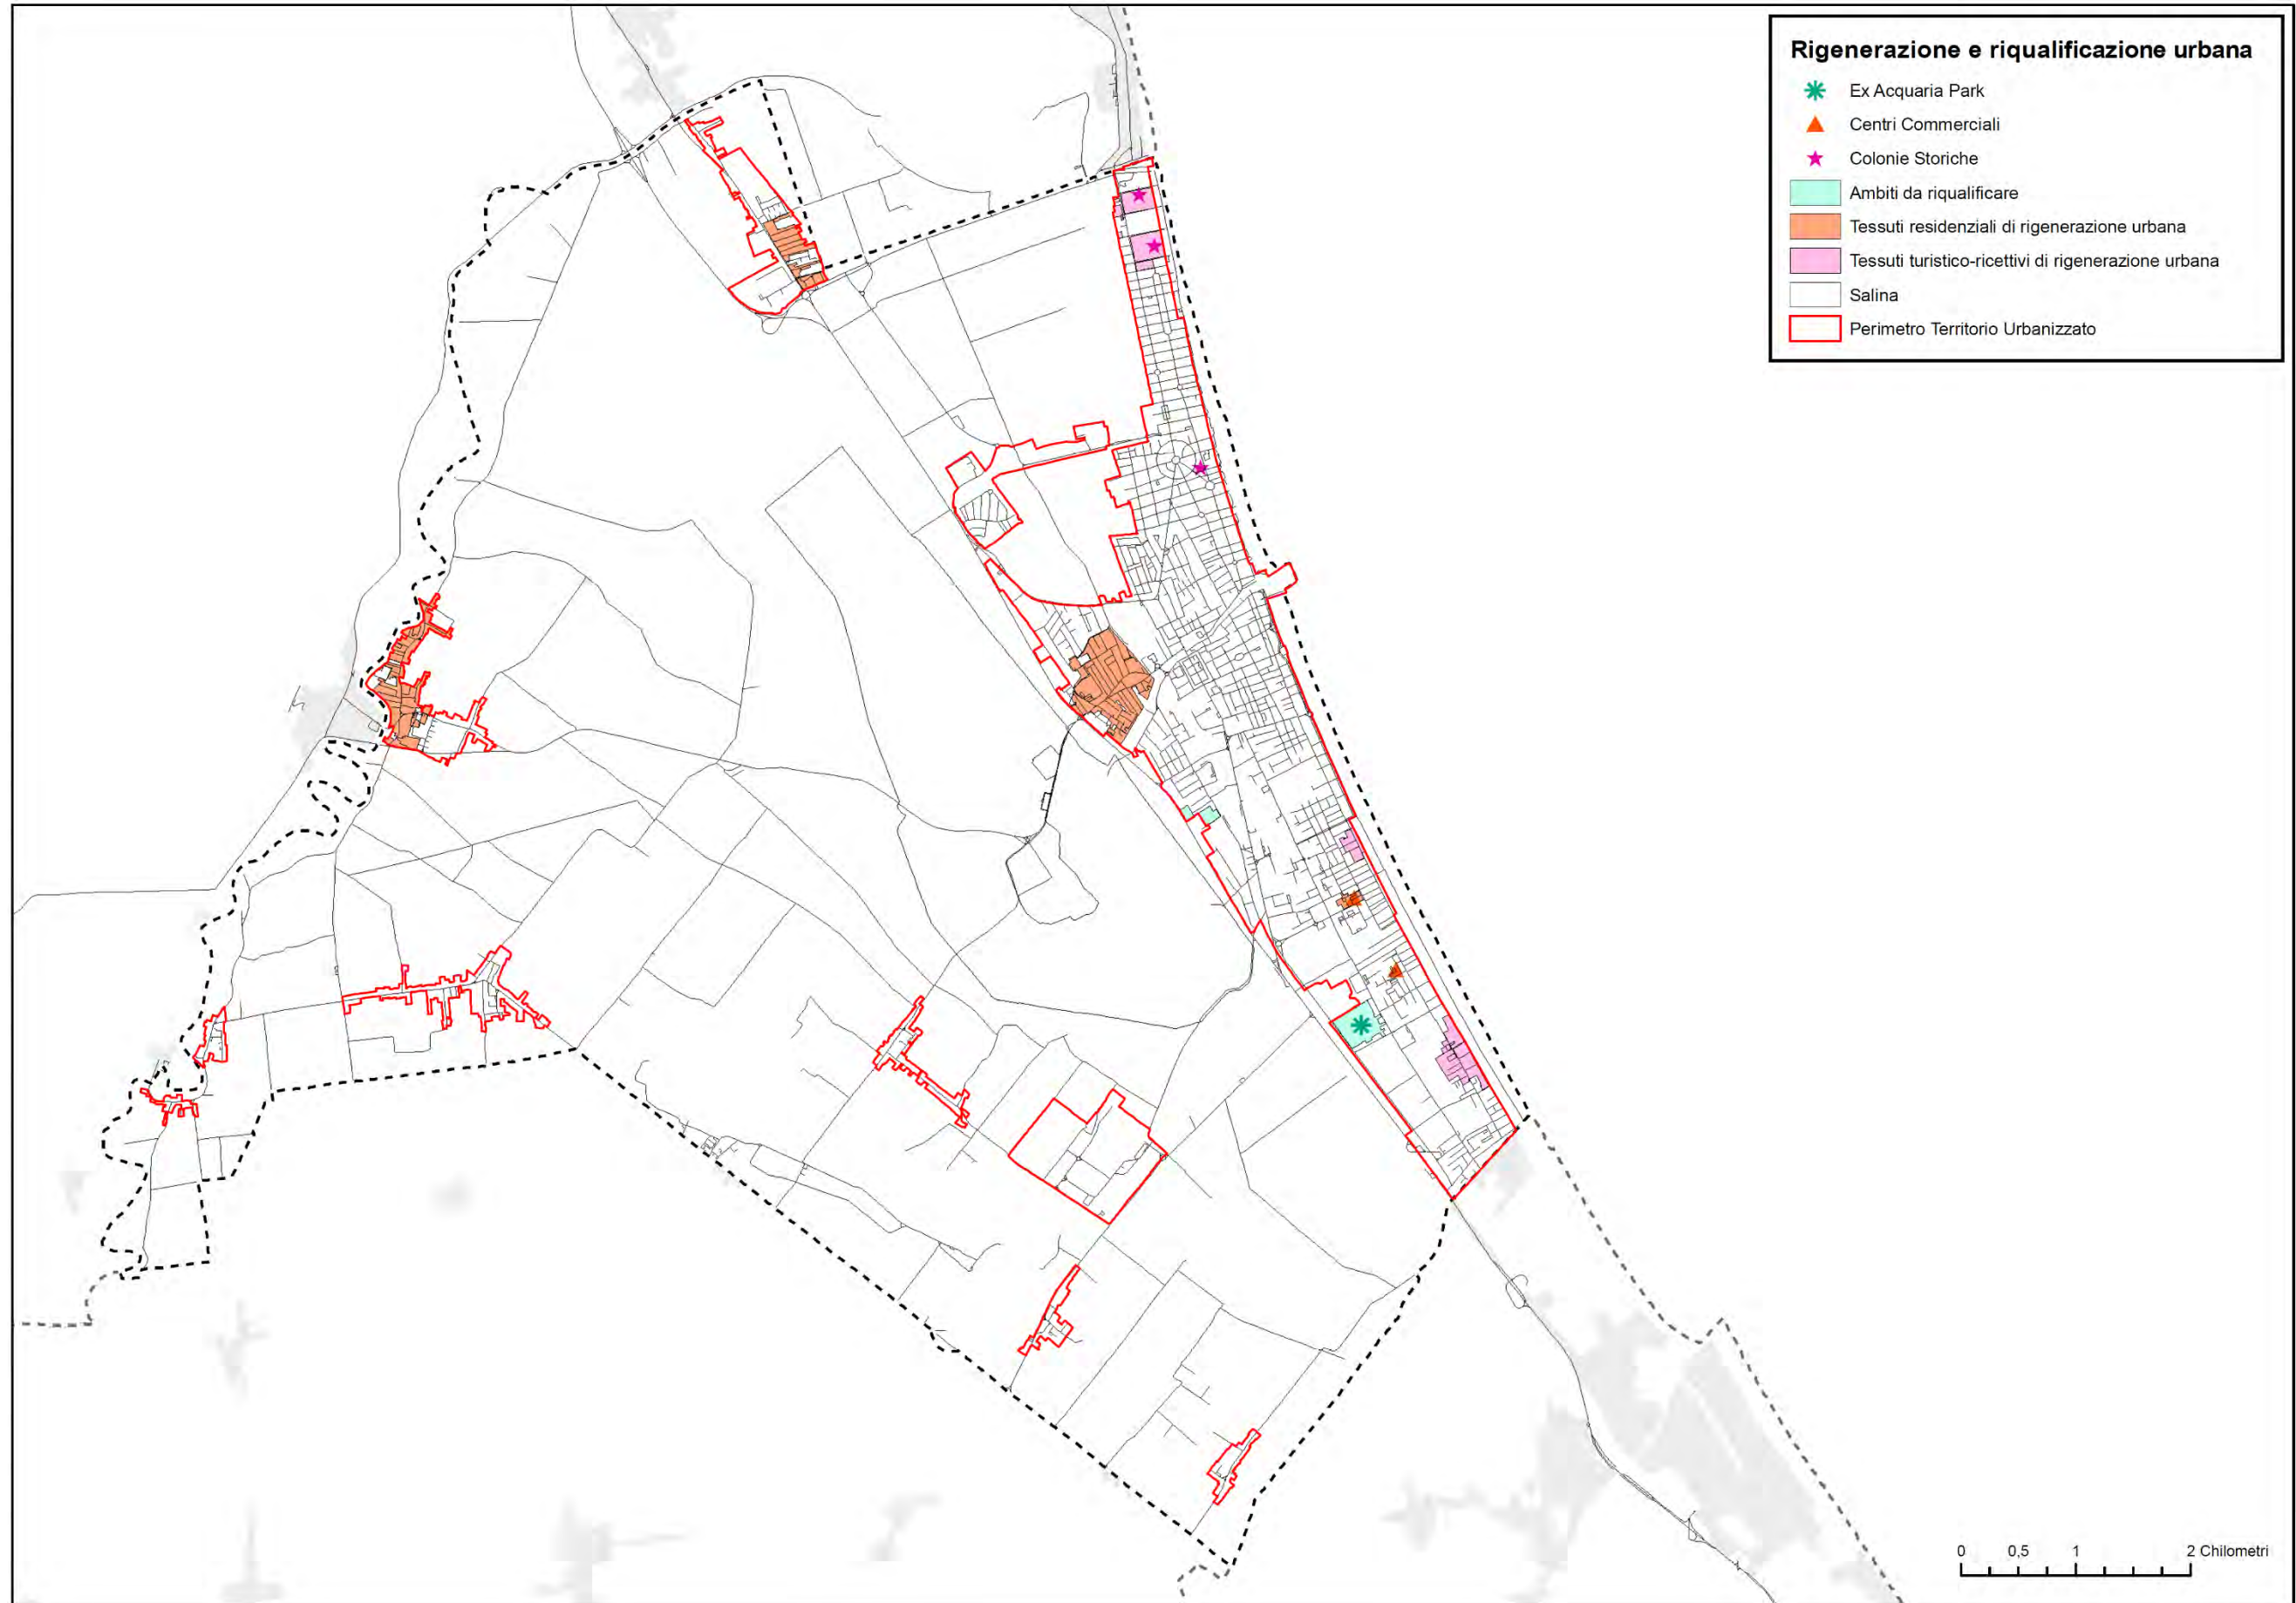 Rigenerazione e riqualificazione urbana
Ex Acquaria Park
Centri Commerciali
Colonie Storiche
Ambiti da riqualificare
Tessuti residenziali di rigenerazione urbana
Tessuti turistico-ricettivi di rigenerazione urbana
Salina
Perimetro Territorio Urbanizzato
0 0,5 1 2 Chilometri